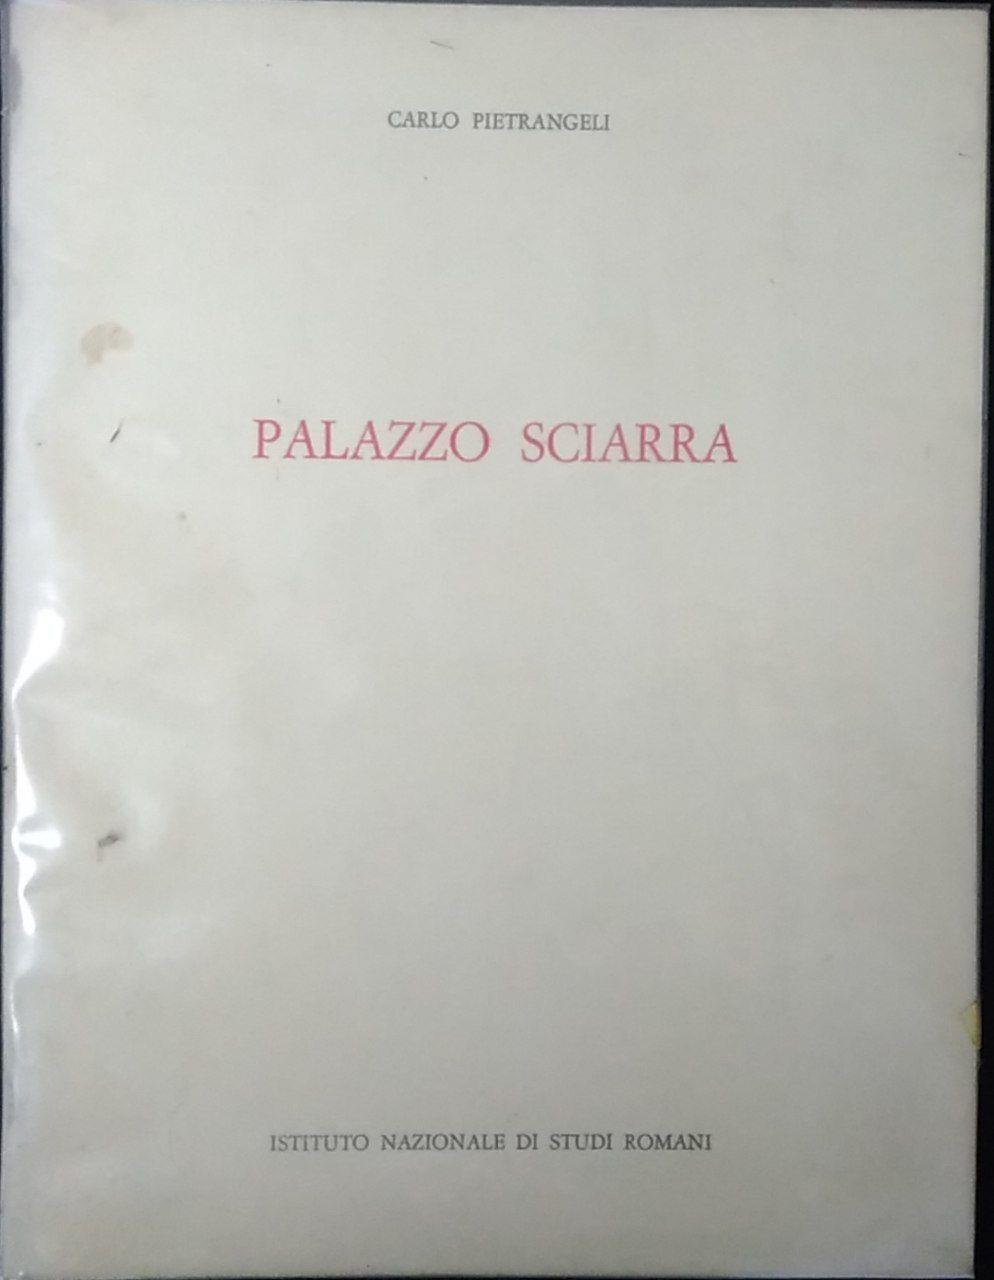 CARLO PIETRANGELI
PALAZZO SCIARRA
ISTITUTO NAZIONALE DI STUDI ROMANI